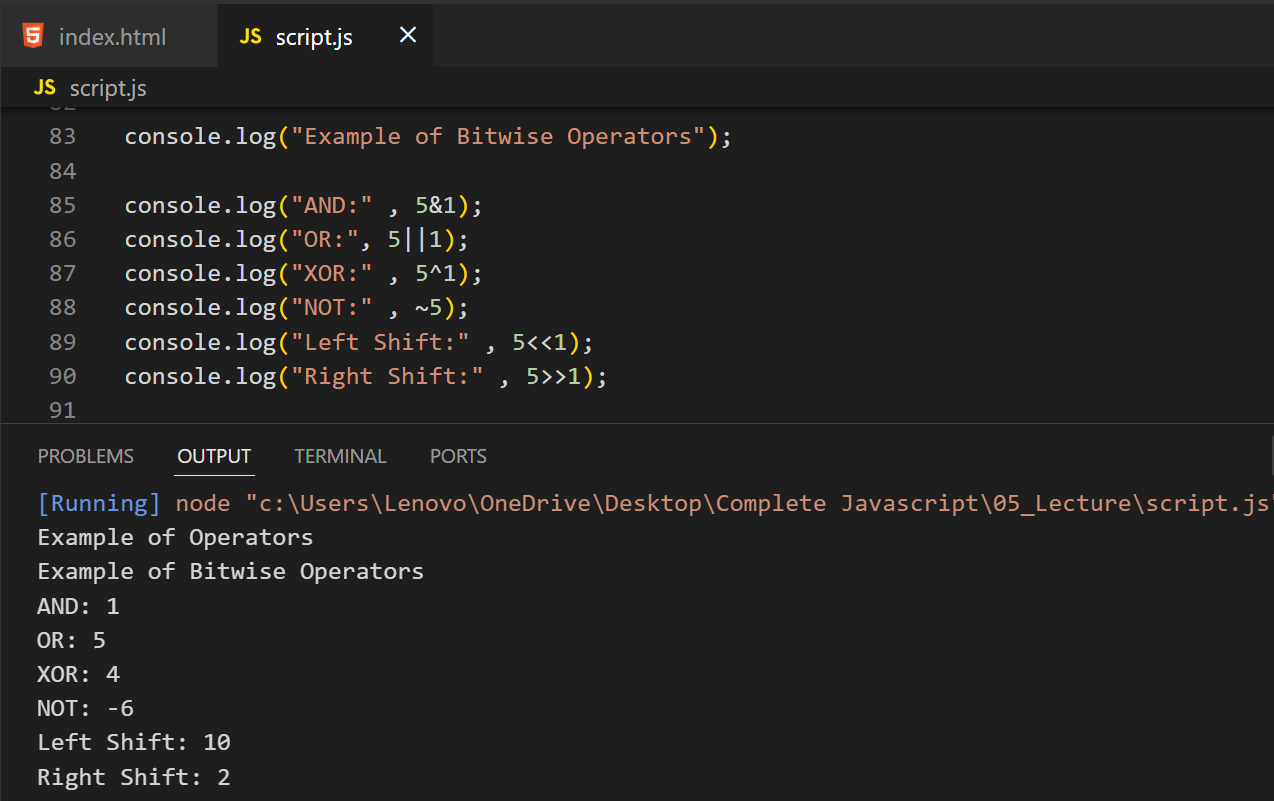 index.html
JS script.js ×
JS script.js
83 console.log("Example of Bitwise Operators");
84
85 console.log("AND:" , 5&1);
86 console.log("OR:", 5||1);
87 console.log("XOR:" , 5^1);
88 console.log("NOT:" , ~5);
89 console.log("Left Shift:" , 5<<1);
90 console.log("Right Shift:" , 5>>1);
91
PROBLEMS OUTPUT TERMINAL PORTS
[Running] node "c:\Users\Lenovo\OneDrive\Desktop\Complete Javascript\05_Lecture\script.js"
Example of Operators
Example of Bitwise Operators
AND: 1
OR: 5
XOR: 4
NOT: -6
Left Shift: 10
Right Shift: 2